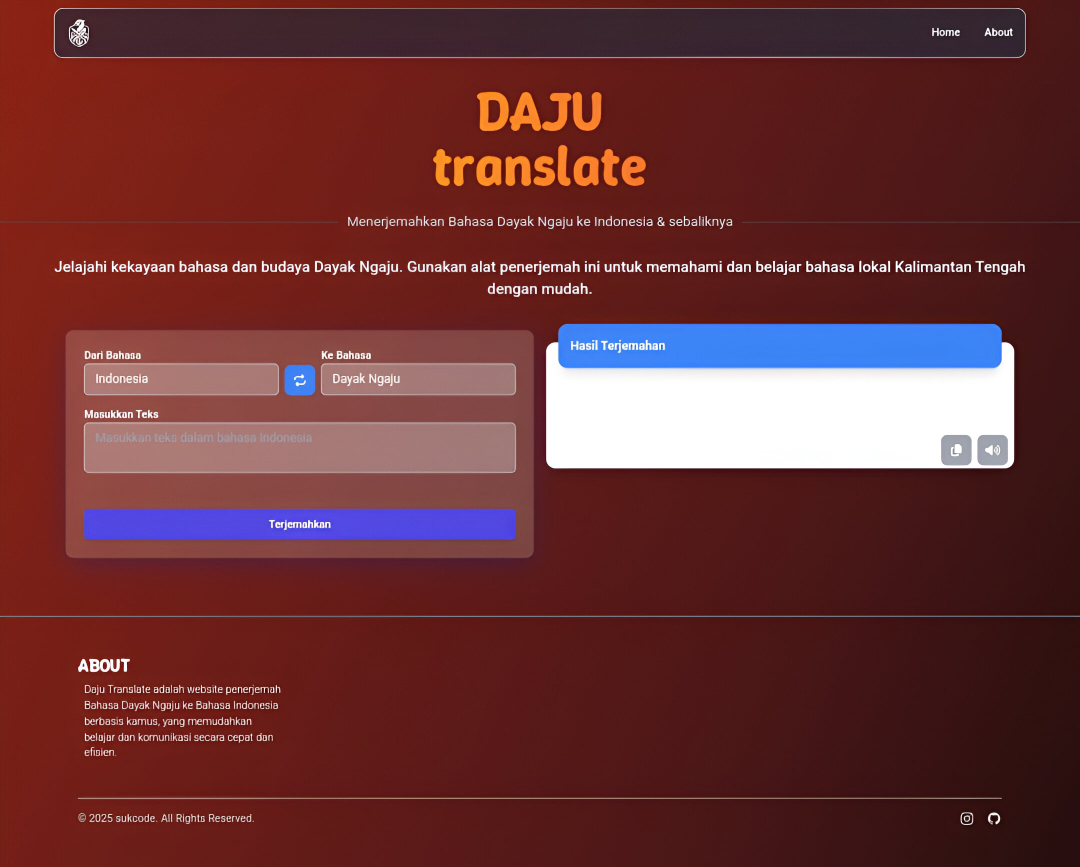 Home About
DAJU
translate
Menerjemahkan Bahasa Dayak Ngaju ke Indonesia & sebaliknya
Jelajahi kekayaan bahasa dan budaya Dayak Ngaju. Gunakan alat penerjemah ini untuk memahami dan belajar bahasa lokal Kalimantan Tengah
dengan mudah.
Dari Bahasa
Indonesia
Ke Bahasa
Dayak Ngaju
Masukkan Teks
Masukkan teks dalam bahasa indonesia
Terjemahkan
Hasil Terjemahan
ABOUT
Daju Translate adalah website penerjemah
Bahasa Dayak Ngaju ke Bahasa Indonesia
berbasis kamus, yang memudahkan
belajar dan komunikasi secara cepat dan
efisien.
© 2025 sukcode. All Rights Reserved.